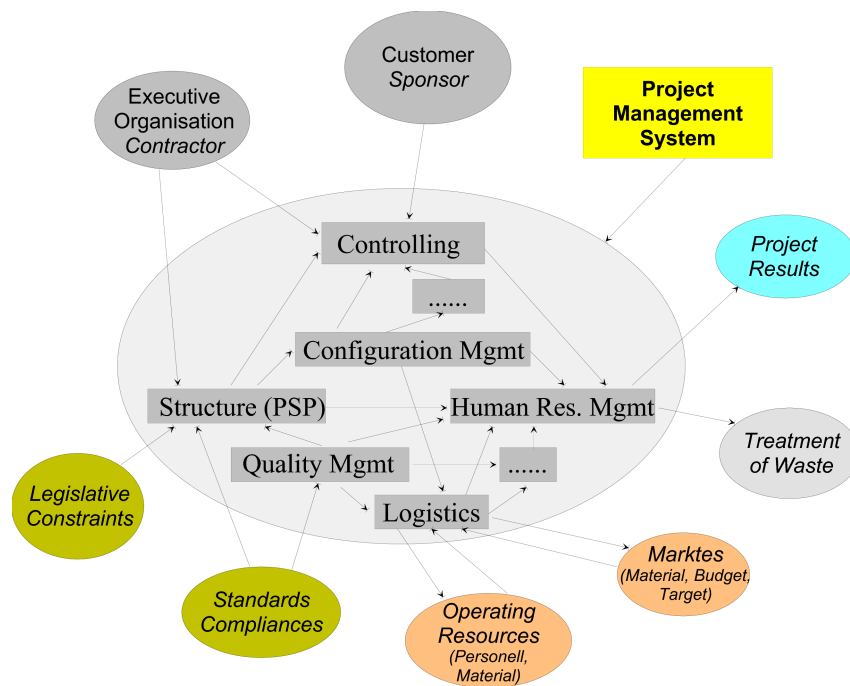 Customer
Sponsor
Project
Management
System
Executive
Organisation
Contractor
Controlling
Project
Results
......
Configuration Mgmt
Structure (PSP)
Human Res. Mgmt
Treatment
of Waste
Quality Mgmt
......
Legislative
Constraints
Logistics
Marktes
(Material, Budget,
Target)
Standards
Compliances
Operating
Resources
(Personell,
Material)